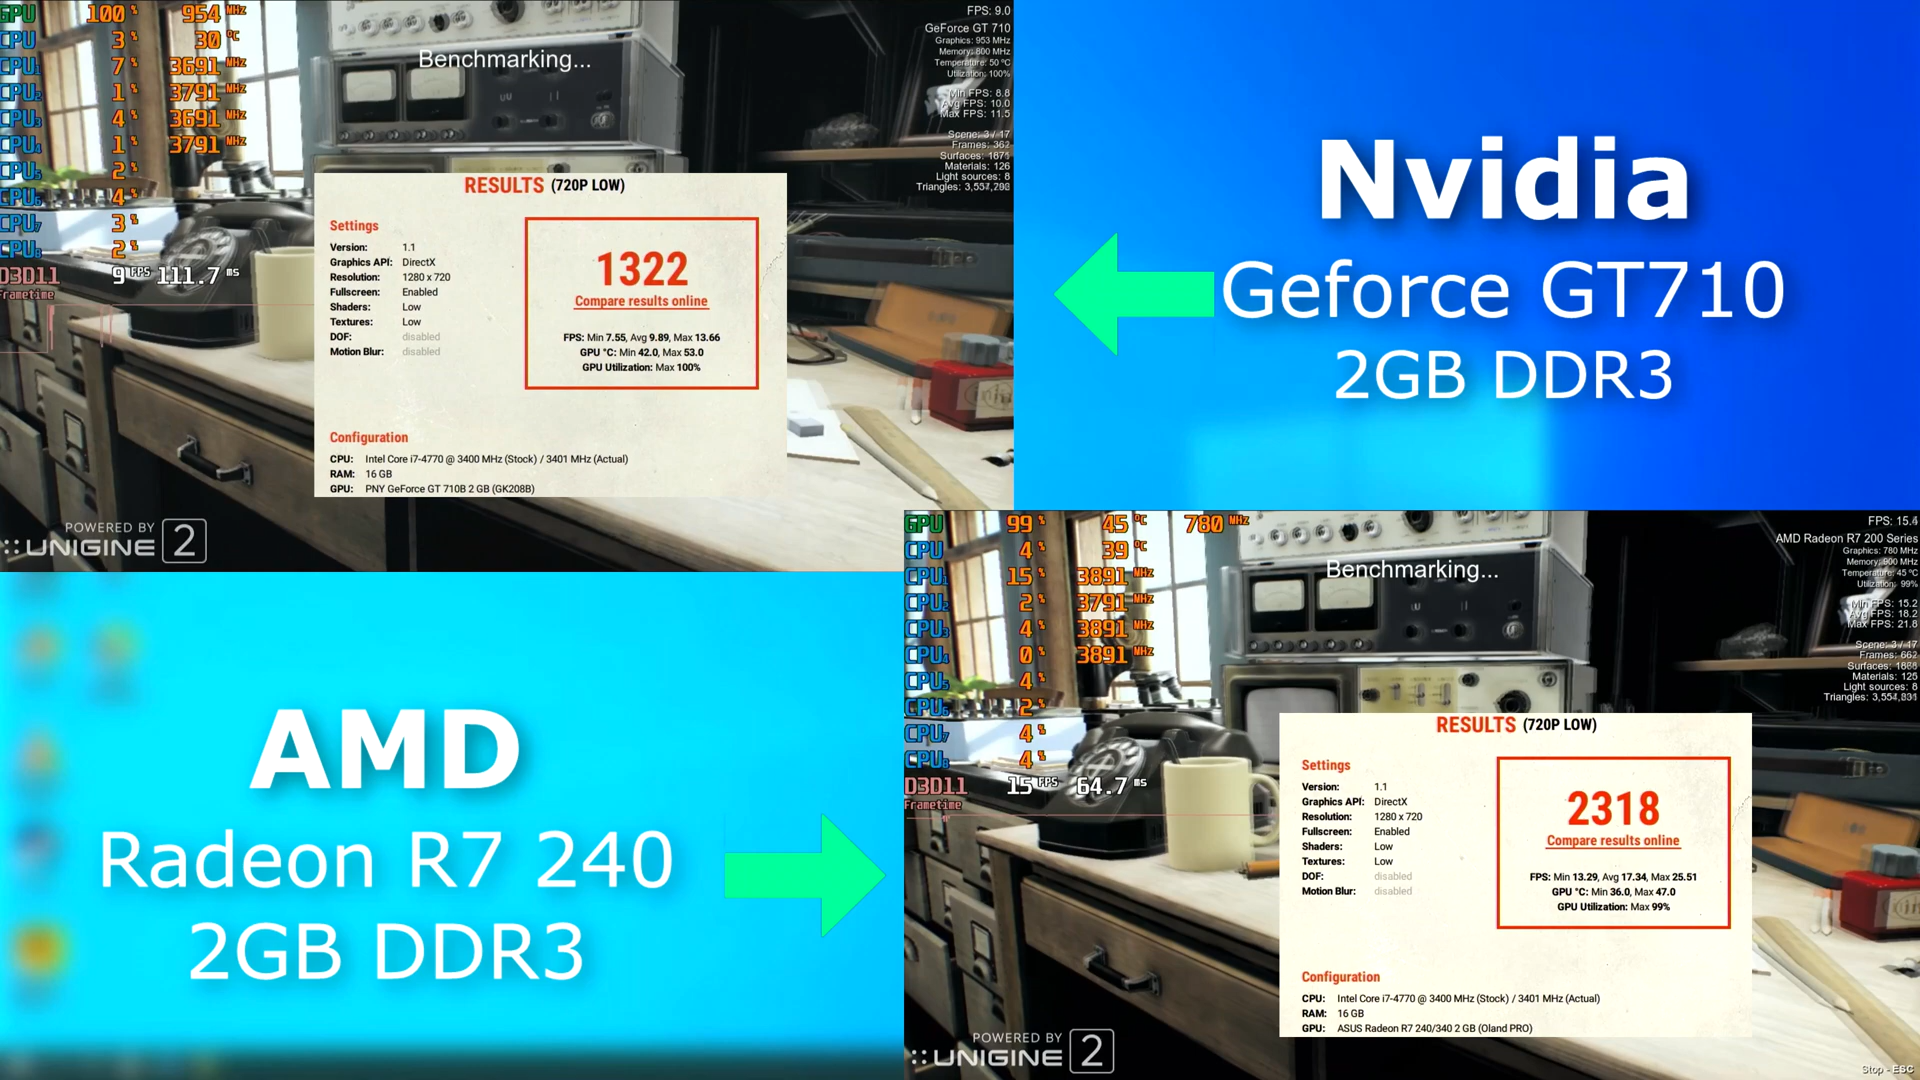 GPU 100 % 954 MHz
CPU 3 % 30 °C
CPU1 7 % 3691 MHz
CPU2 1 % 3791 MHz
CPU3 4 % 3691 MHz
CPU4 1 % 3791 MHz
CPU5 2 %
CPU6 4 %
CPU7 3 %
CPU8 2 %
D3D11 9 FPS 111.7 ms
Frametime
Benchmarking...
FPS: 9.0
GeForce GT 710
Graphics: 953 MHz
Memory: 800 MHz
Temperature: 50 °C
Utilization: 100%
Min FPS: 8.8
Avg FPS: 10.0
Max FPS: 11.5
Scene: 3 / 17
Frames: 362
Surfaces: 1671
Materials: 126
Light sources: 8
Triangles:
RESULTS (720P LOW)
Settings
Version: 1.1
Graphics API: DirectX
Resolution: 1280 x 720
Fullscreen: Enabled
Shaders: Low
Textures: Low
DOF: disabled
Motion Blur: disabled
1322
Compare results online
FPS: Min 7.55, Avg 9.89, Max 13.66
GPU °C: Min 42.0, Max 53.0
GPU Utilization: Max 100%
Configuration
CPU: Intel Core i7-4770 @ 3400 MHz (Stock) / 3401 MHz (Actual)
RAM: 16 GB
GPU: PNY GeForce GT 710B 2 GB (GK208B)
POWERED BY
UNIGINE 2
Nvidia
Geforce GT710
2GB DDR3
AMD
Radeon R7 240
2GB DDR3
GPU 99 % 45 °C 780 MHz
CPU 4 % 39 °C
CPU1 15 % 3891 MHz
CPU2 2 % 3791 MHz
CPU3 4 % 3891 MHz
CPU4 0 % 3891 MHz
CPU5 4 %
CPU6 2 %
CPU7 4 %
CPU8 4 %
D3D11 15 FPS 64.7 ms
Frametime
Benchmarking...
FPS: 15.4
AMD Radeon R7 200 Series
Graphics: 780 MHz
Memory: 900 MHz
Temperature: 45 °C
Utilization: 99%
Min FPS: 15.2
Avg FPS: 18.2
Max FPS: 21.8
Scene: 3 / 17
Frames: 662
Surfaces:
Materials: 125
Light sources: 8
Triangles:
RESULTS (720P LOW)
Settings
Version: 1.1
Graphics API: DirectX
Resolution: 1280 x 720
Fullscreen: Enabled
Shaders: Low
Textures: Low
DOF: disabled
Motion Blur: disabled
2318
Compare results online
FPS: Min 13.29, Avg 17.34, Max 25.51
GPU °C: Min 36.0, Max 47.0
GPU Utilization: Max 99%
Configuration
CPU: Intel Core i7-4770 @ 3400 MHz (Stock) / 3401 MHz (Actual)
RAM: 16 GB
GPU: ASUS Radeon R7 240/340 2 GB (Oland PRO)
POWERED BY
UNIGINE 2
Stop - ESC